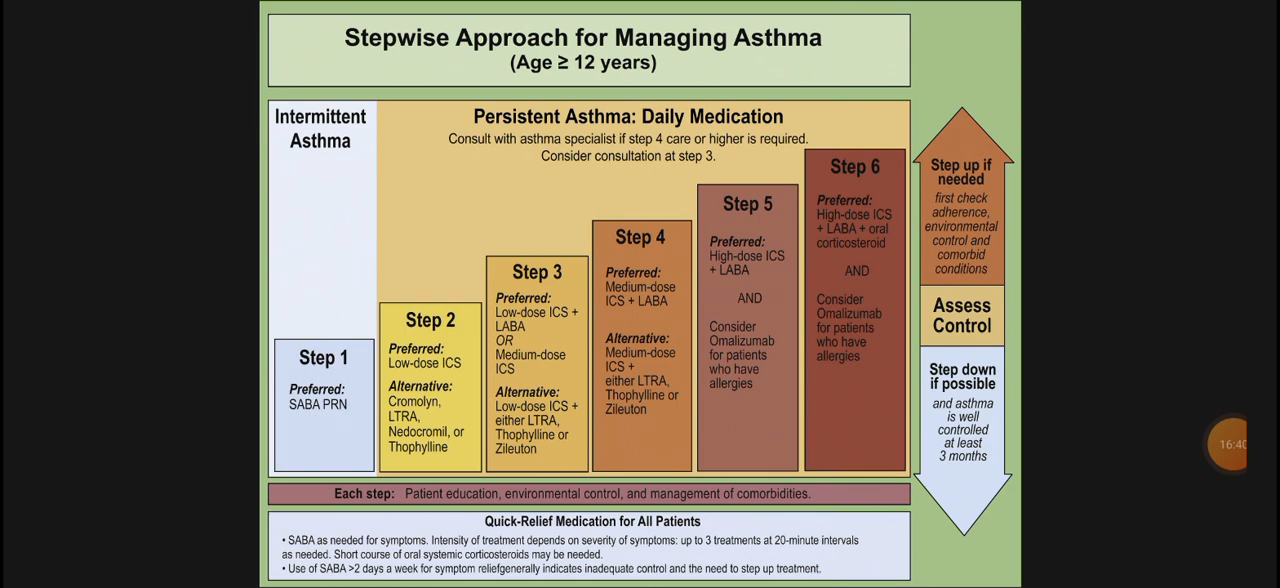 Stepwise Approach for Managing Asthma
(Age ≥ 12 years)
Intermittent
Asthma
Persistent Asthma: Daily Medication
Consult with asthma specialist if step 4 care or higher is required.
Consider consultation at step 3.
Step 1
Preferred:
SABA PRN
Step 2
Preferred:
Low-dose ICS
Alternative:
Cromolyn,
LTRA,
Nedocromil, or
Thophylline
Step 3
Preferred:
Low-dose ICS +
LABA
OR
Medium-dose
ICS
Alternative:
Low-dose ICS +
either LTRA,
Thophylline or
Zileuton
Step 4
Preferred:
Medium-dose
ICS + LABA
Alternative:
Medium-dose
ICS +
either LTRA,
Thophylline or
Zileuton
Step 5
Preferred:
High-dose ICS
+ LABA
AND
Consider
Omalizumab
for patients
who have
allergies
Step 6
Preferred:
High-dose ICS
+ LABA + oral
corticosteroid
AND
Consider
Omalizumab
for patients
who have
allergies
Step up if
needed
first check
adherence,
environmental
control and
comorbid
conditions
Assess
Control
Step down
if possible
and asthma
is well
controlled
at least
3 months
Each step: Patient education, environmental control, and management of comorbidities.
Quick-Relief Medication for All Patients
• SABA as needed for symptoms. Intensity of treatment depends on severity of symptoms: up to 3 treatments at 20-minute intervals
as needed. Short course of oral systemic corticosteroids may be needed.
• Use of SABA >2 days a week for symptom reliefgenerally indicates inadequate control and the need to step up treatment.
16:40